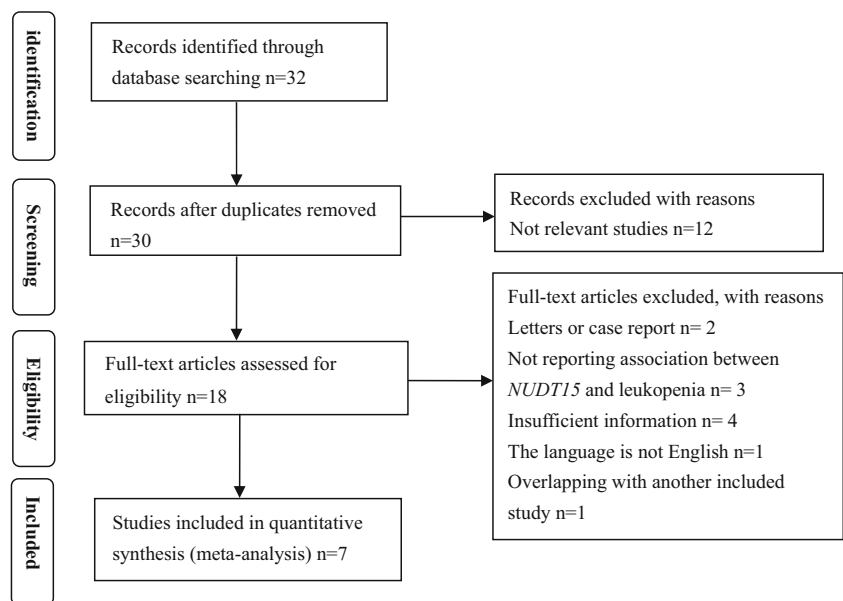 identification
Records identified through
database searching n=32
Screening
Records after duplicates removed
n=30
Records excluded with reasons
Not relevant studies n=12
Eligibility
Full-text articles assessed for
eligibility n=18
Full-text articles excluded, with reasons
Letters or case report n= 2
Not reporting association between
NUDT15 and leukopenia n= 3
Insufficient information n= 4
The language is not English n=1
Overlapping with another included
study n=1
Included
Studies included in quantitative
synthesis (meta-analysis) n=7